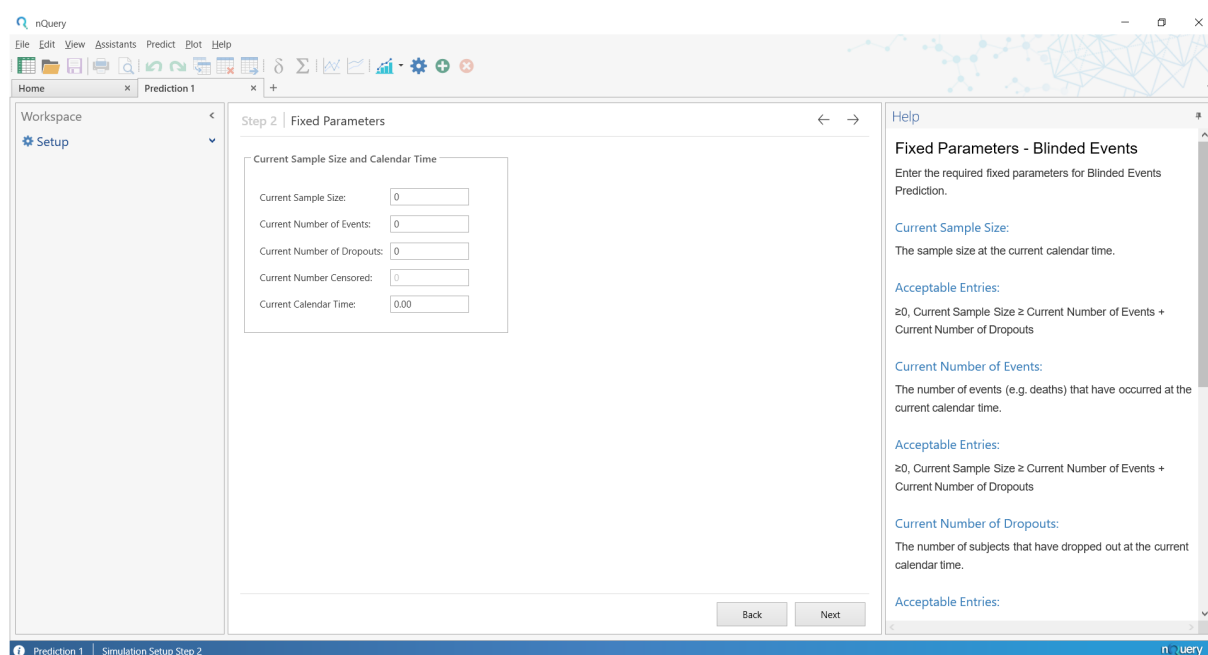 nQuery
File Edit View Assistants Predict Plot Help
Home × Prediction 1 × +
Workspace
Setup
Step 2 | Fixed Parameters
Current Sample Size and Calendar Time
Current Sample Size: 0
Current Number of Events: 0
Current Number of Dropouts: 0
Current Number Censored: 0
Current Calendar Time: 0.00
Back Next
Help
Fixed Parameters - Blinded Events
Enter the required fixed parameters for Blinded Events
Prediction.
Current Sample Size:
The sample size at the current calendar time.
Acceptable Entries:
≥0, Current Sample Size ≥ Current Number of Events +
Current Number of Dropouts
Current Number of Events:
The number of events (e.g. deaths) that have occurred at the
current calendar time.
Acceptable Entries:
≥0, Current Sample Size ≥ Current Number of Events +
Current Number of Dropouts
Current Number of Dropouts:
The number of subjects that have dropped out at the current
calendar time.
Acceptable Entries:
Prediction 1 | Simulation Setup Step 2
nQuery